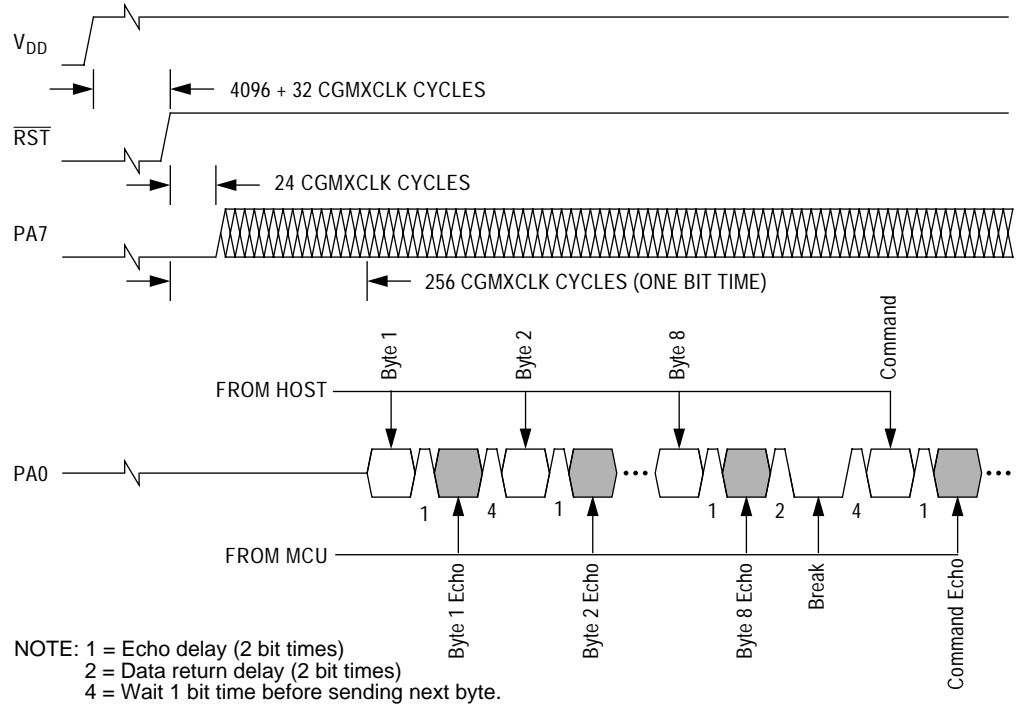 VDD
4096 + 32 CGMXCLK CYCLES
RST
24 CGMXCLK CYCLES
PA7
256 CGMXCLK CYCLES (ONE BIT TIME)
Byte 1
Byte 2
Byte 8
Command
FROM HOST
PA0
1
4
1
1
2
4
1
FROM MCU
Byte 1 Echo
Byte 2 Echo
Byte 8 Echo
Break
Command Echo
NOTE: 1 = Echo delay (2 bit times)
2 = Data return delay (2 bit times)
4 = Wait 1 bit time before sending next byte.